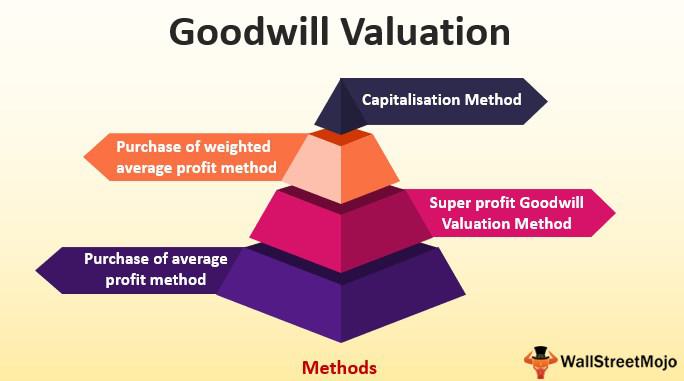 Goodwill Valuation
Capitalisation Method
Purchase of weighted
average profit method
Super profit Goodwill
Valuation Method
Purchase of average
profit method
Methods
WallStreetMojo